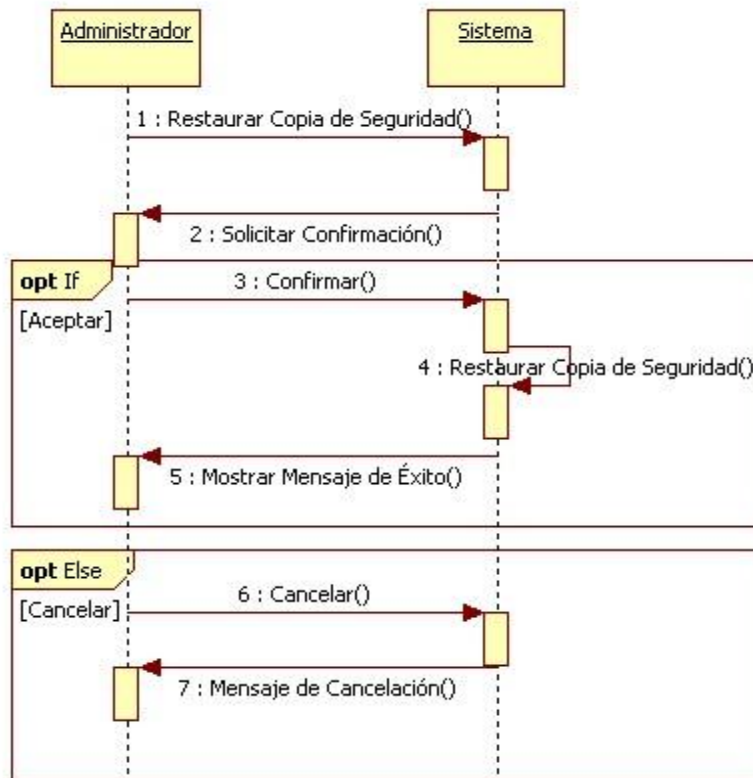 Administrador
Sistema
1 : Restaurar Copia de Seguridad()
2 : Solicitar Confirmación()
opt If
3 : Confirmar()
[Aceptar]
4 : Restaurar Copia de Seguridad()
5 : Mostrar Mensaje de Éxito()
opt Else
6 : Cancelar()
[Cancelar]
7 : Mensaje de Cancelación()